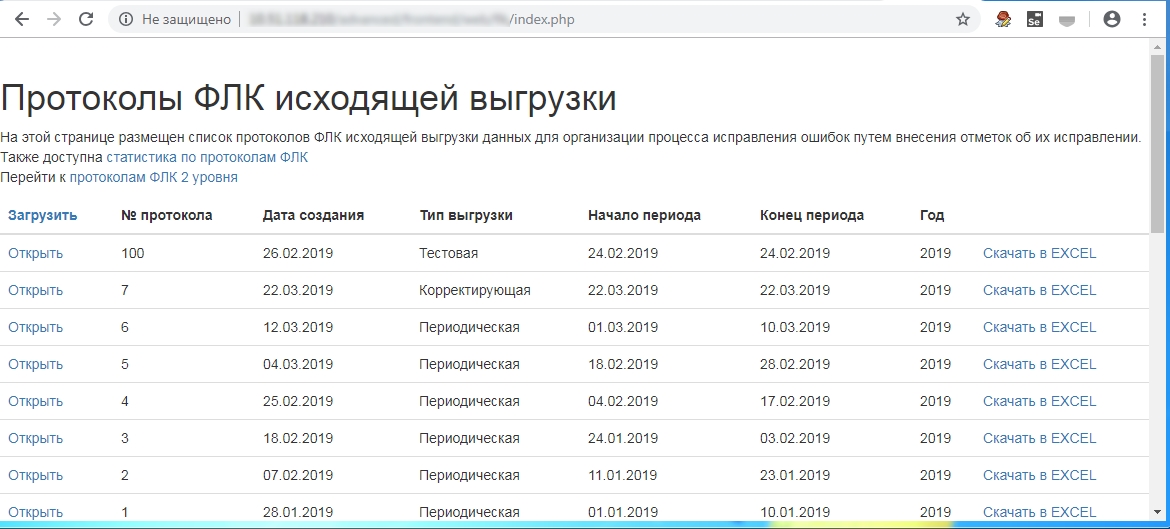 Не защищено /index.php
Протоколы ФЛК исходящей выгрузки
На этой странице размещен список протоколов ФЛК исходящей выгрузки данных для организации процесса исправления ошибок путем внесения отметок об их исправлении.
Также доступна статистика по протоколам ФЛК
Перейти к протоколам ФЛК 2 уровня
Загрузить № протокола Дата создания Тип выгрузки Начало периода Конец периода Год
Открыть 100 26.02.2019 Тестовая 24.02.2019 24.02.2019 2019 Скачать в EXCEL
Открыть 7 22.03.2019 Корректирующая 22.03.2019 22.03.2019 2019 Скачать в EXCEL
Открыть 6 12.03.2019 Периодическая 01.03.2019 10.03.2019 2019 Скачать в EXCEL
Открыть 5 04.03.2019 Периодическая 18.02.2019 28.02.2019 2019 Скачать в EXCEL
Открыть 4 25.02.2019 Периодическая 04.02.2019 17.02.2019 2019 Скачать в EXCEL
Открыть 3 18.02.2019 Периодическая 24.01.2019 03.02.2019 2019 Скачать в EXCEL
Открыть 2 07.02.2019 Периодическая 11.01.2019 23.01.2019 2019 Скачать в EXCEL
Открыть 1 28.01.2019 Периодическая 01.01.2019 10.01.2019 2019 Скачать в EXCEL